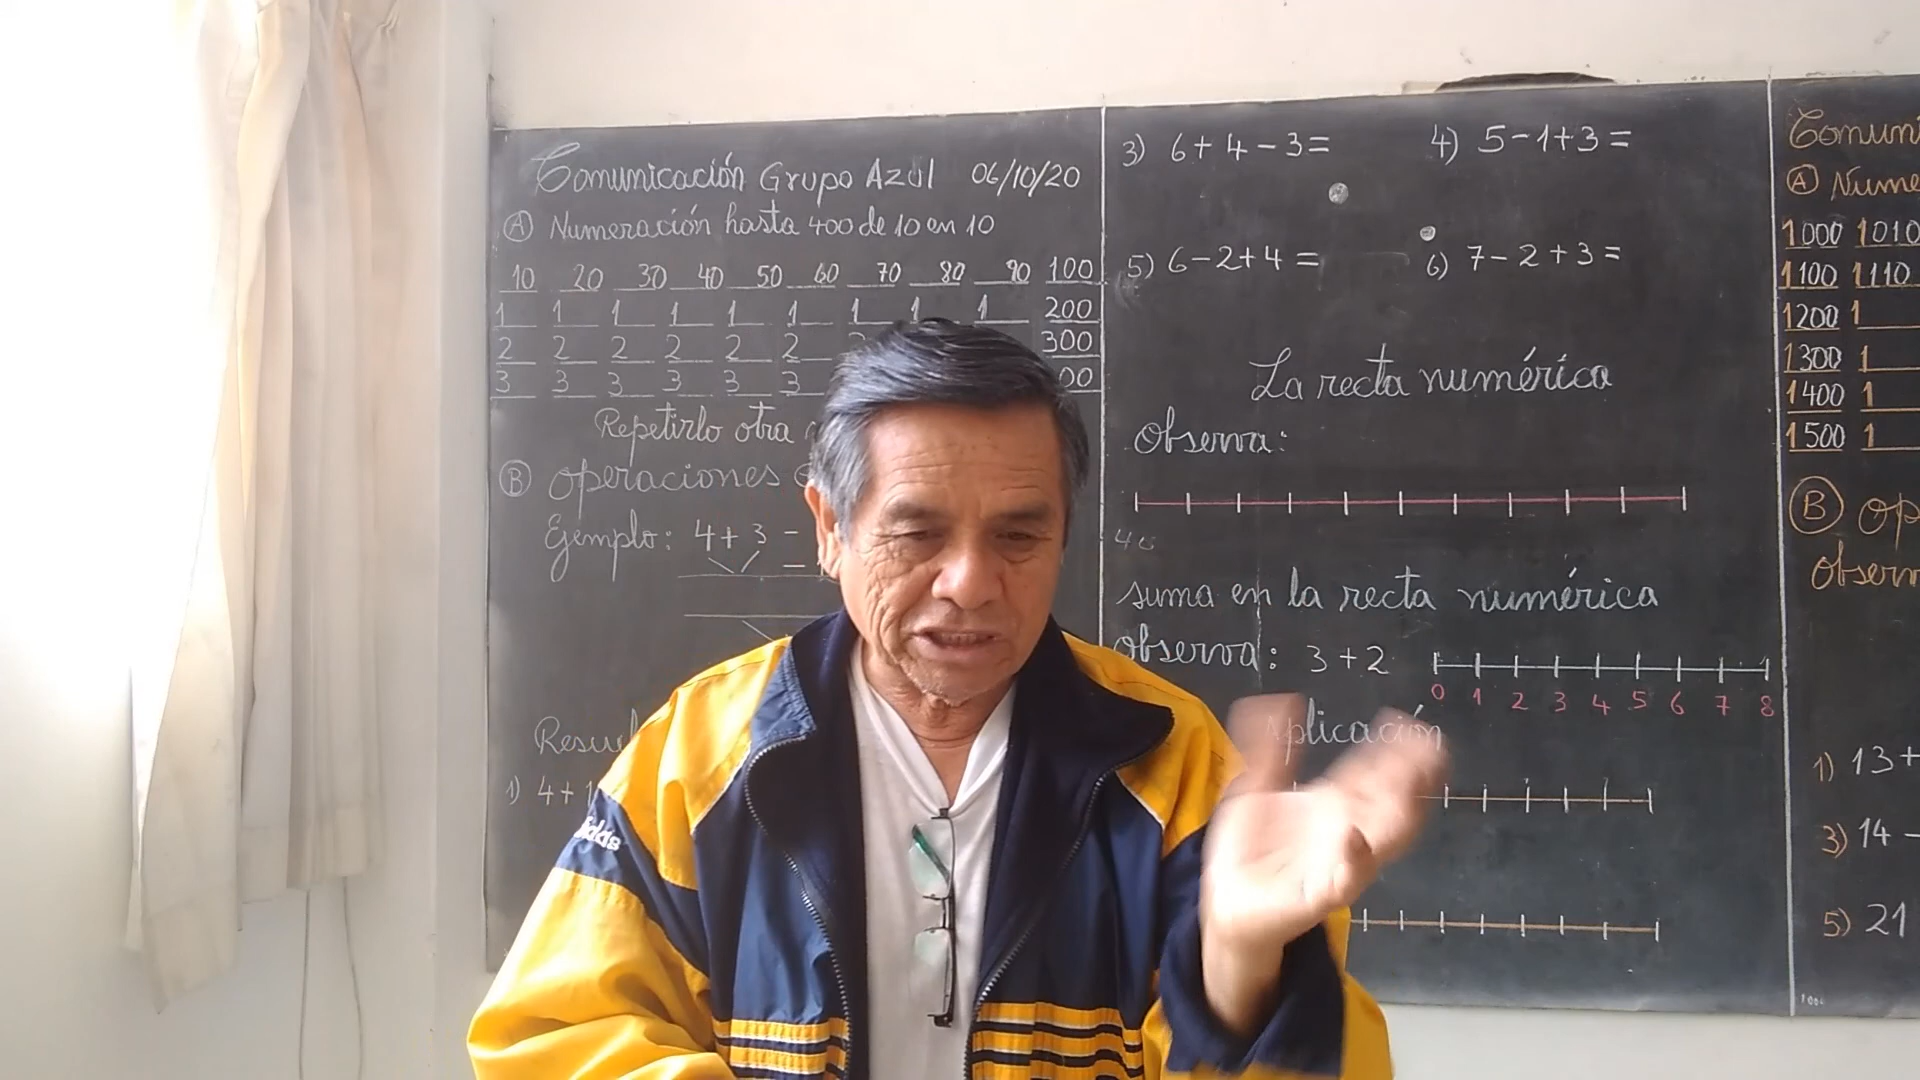 Comunicación Grupo Azul 06/10/20
Ⓐ Numeración hasta 400 de 10 en 10
10 20 30 40 50 60 70 80 90 100
1 1 1 1 1 1 1 1 1 200
2 2 2 2 2 2 300
3 3 3 3 3 3 00
Repetirlo otra
Ⓑ Operaciones
Ejemplo: 4+3 =
1) 4+1
3) 6+4-3= 4) 5-1+3=
5) 6-2+4= 6) 7-2+3=
La recta numérica
Observa:
suma en la recta numérica
observa: 3+2
0 1 2 3 4 5 6 7 8
Aplicación
Ⓐ
1000 1010
1100 1110
1200 1
1300 1
1400 1
1500 1
Ⓑ
1) 13+
3) 14-
5) 21